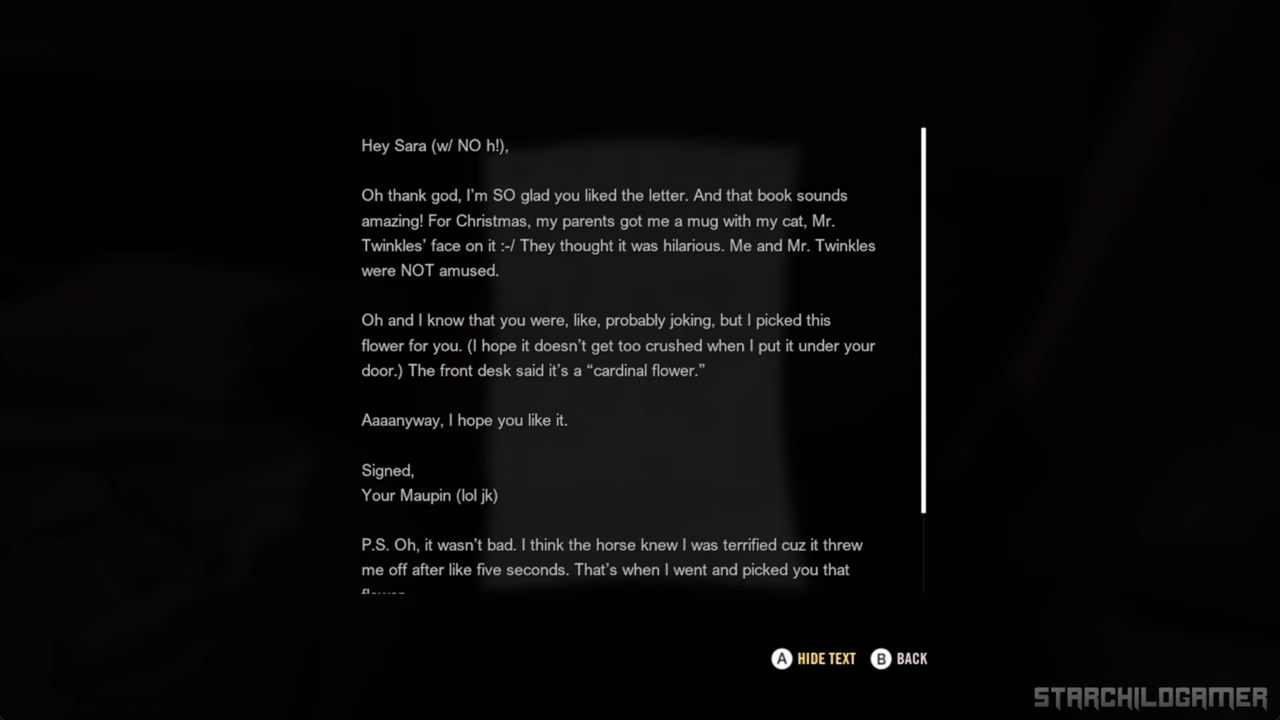 Hey Sara (w/ NO h!),
Oh thank god, I'm SO glad you liked the letter. And that book sounds
amazing! For Christmas, my parents got me a mug with my cat, Mr.
Twinkles' face on it :-/ They thought it was hilarious. Me and Mr. Twinkles
were NOT amused.
Oh and I know that you were, like, probably joking, but I picked this
flower for you. (I hope it doesn't get too crushed when I put it under your
door.) The front desk said it's a “cardinal flower.”
Aaaanyway, I hope you like it.
Signed,
Your Maupin (lol jk)
P.S. Oh, it wasn't bad. I think the horse knew I was terrified cuz it threw
me off after like five seconds. That's when I went and picked you that
A HIDE TEXT B BACK
STARCHILDGAMER